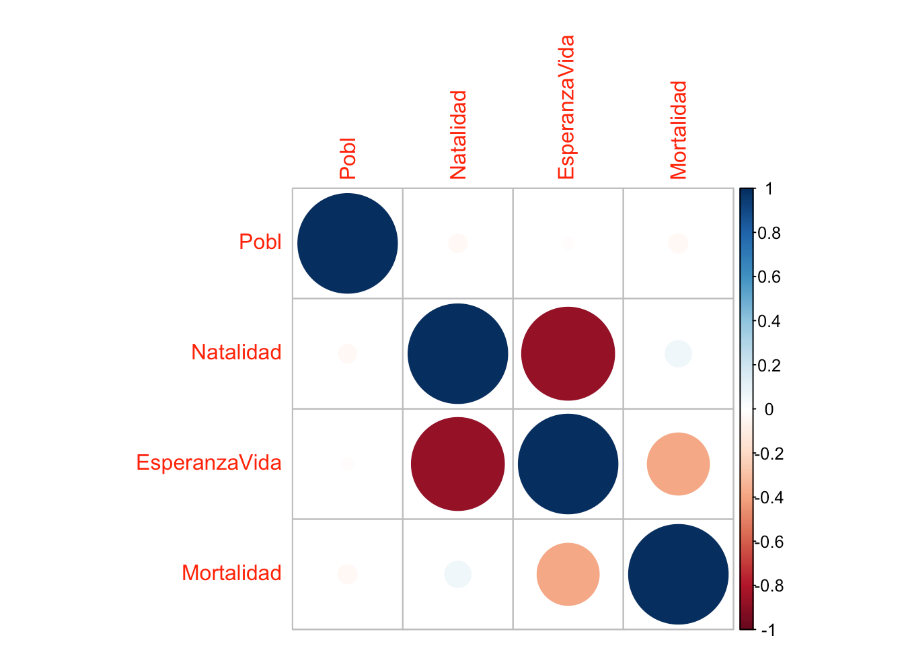 Pobl
Natalidad
EsperanzaVida
Mortalidad
Pobl
Natalidad
EsperanzaVida
Mortalidad
1
0.8
0.6
0.4
0.2
0
-0.2
-0.4
-0.6
-0.8
-1